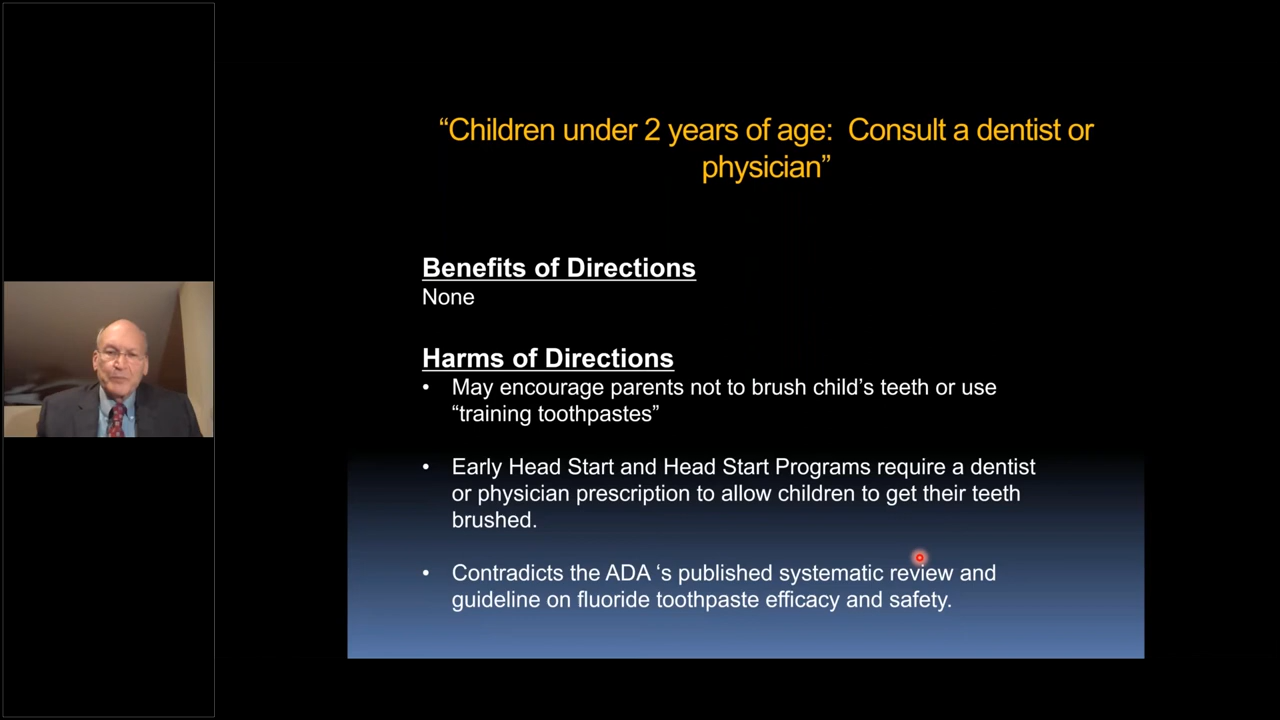 “Children under 2 years of age:  Consult a dentist or
physician”
Benefits of Directions
None
Harms of Directions
• May encourage parents not to brush child’s teeth or use
“training toothpastes”
• Early Head Start and Head Start Programs require a dentist
or physician prescription to allow children to get their teeth
brushed.
• Contradicts the ADA ‘s published systematic review and
guideline on fluoride toothpaste efficacy and safety.